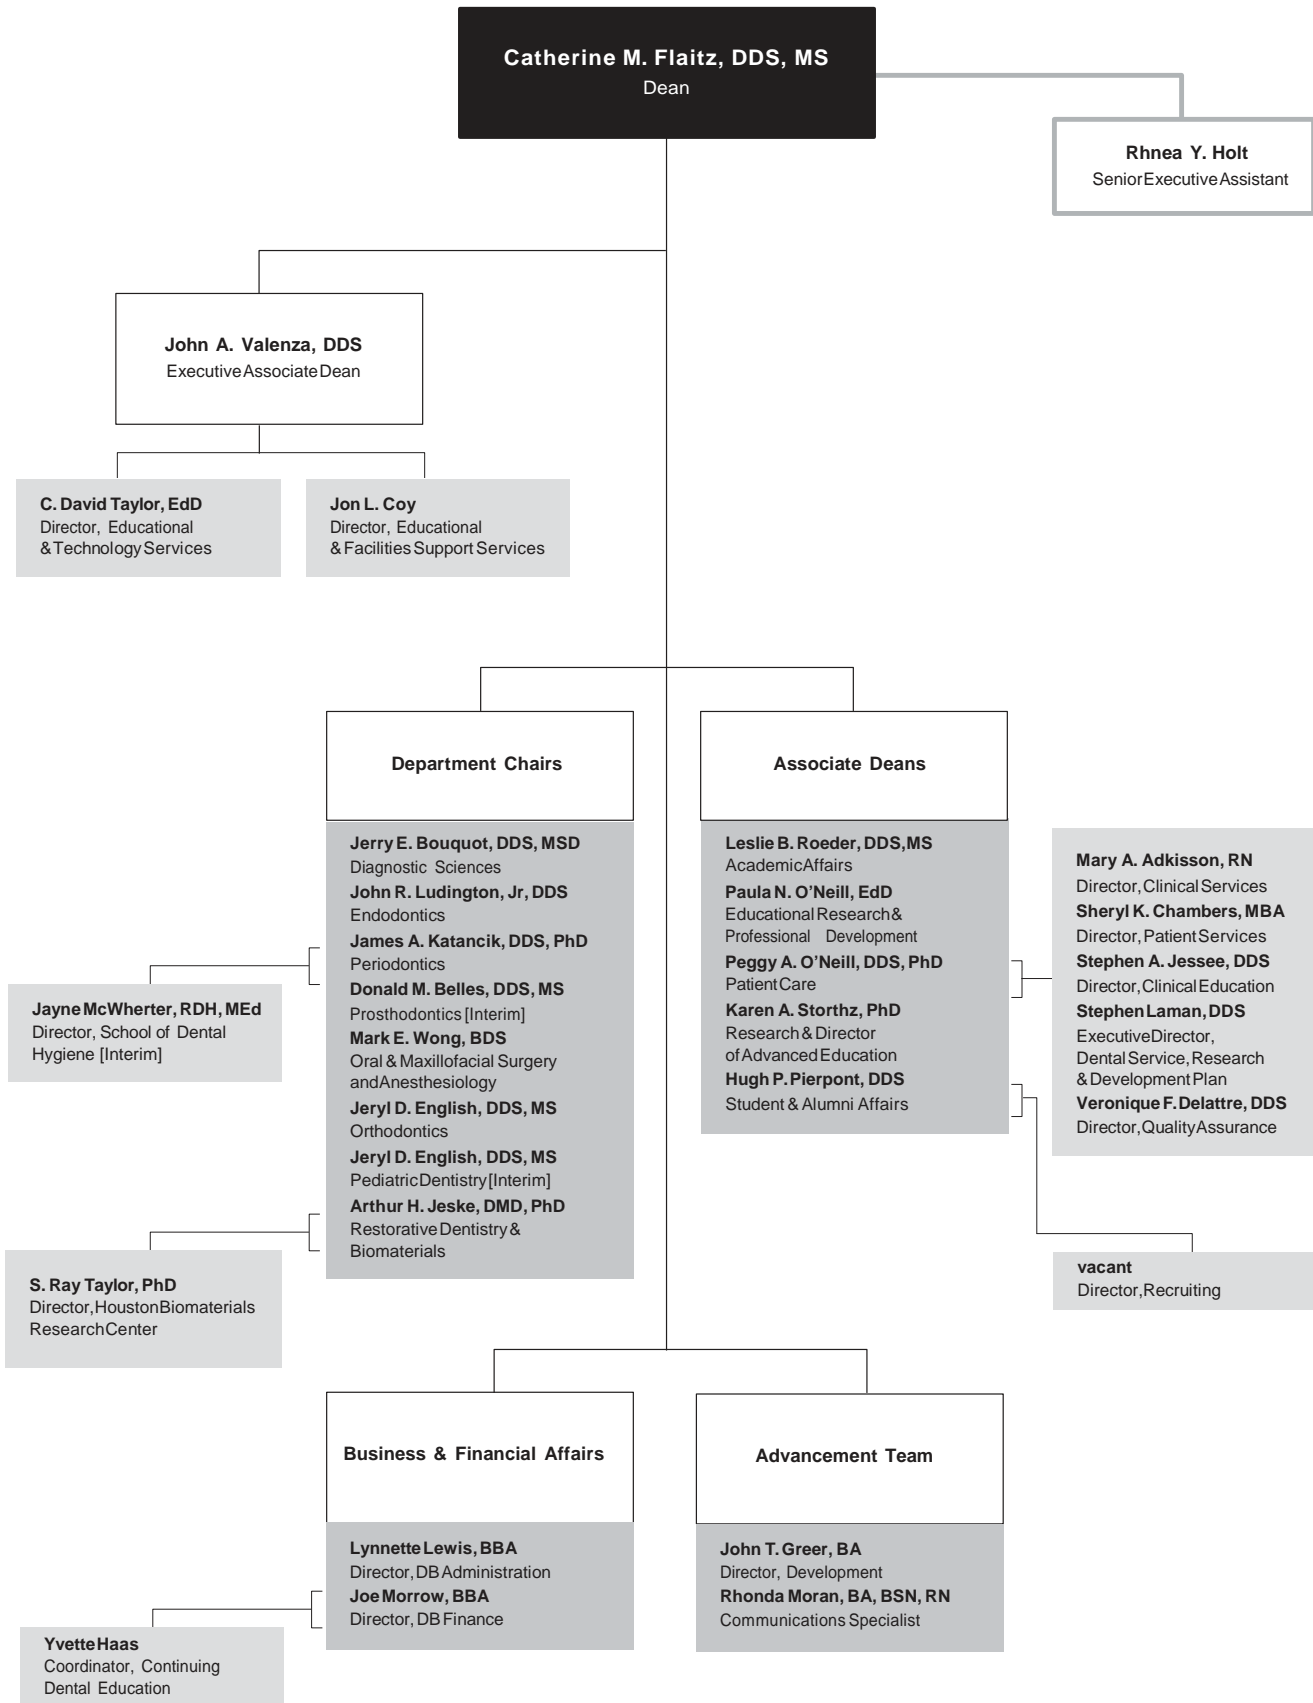 Catherine M. Flaitz, DDS, MS
Dean
Rhnea Y. Holt
Senior Executive Assistant
John A. Valenza, DDS
Executive Associate Dean
C. David Taylor, EdD
Director, Educational
& Technology Services
Jon L. Coy
Director, Educational
& Facilities Support Services
Department Chairs
Jerry E. Bouquot, DDS, MSD
Diagnostic Sciences
John R. Ludington, Jr, DDS
Endodontics
James A. Katancik, DDS, PhD
Periodontics
Donald M. Belles, DDS, MS
Prosthodontics [Interim]
Mark E. Wong, BDS
Oral & Maxillofacial Surgery
and Anesthesiology
Jeryl D. English, DDS, MS
Orthodontics
Jeryl D. English, DDS, MS
Pediatric Dentistry [Interim]
Arthur H. Jeske, DMD, PhD
Restorative Dentistry &
Biomaterials
Jayne McWherter, RDH, MEd
Director, School of Dental
Hygiene [Interim]
S. Ray Taylor, PhD
Director, Houston Biomaterials
Research Center
Associate Deans
Leslie B. Roeder, DDS, MS
Academic Affairs
Paula N. O’Neill, EdD
Educational Research &
Professional Development
Peggy A. O’Neill, DDS, PhD
Patient Care
Karen A. Storthz, PhD
Research & Director
of Advanced Education
Hugh P. Pierpont, DDS
Student & Alumni Affairs
Mary A. Adkisson, RN
Director, Clinical Services
Sheryl K. Chambers, MBA
Director, Patient Services
Stephen A. Jessee, DDS
Director, Clinical Education
Stephen Laman, DDS
Executive Director,
Dental Service, Research
& Development Plan
Veronique F. Delattre, DDS
Director, Quality Assurance
vacant
Director, Recruiting
Business & Financial Affairs
Lynnette Lewis, BBA
Director, DB Administration
Joe Morrow, BBA
Director, DB Finance
Yvette Haas
Coordinator, Continuing
Dental Education
Advancement Team
John T. Greer, BA
Director, Development
Rhonda Moran, BA, BSN, RN
Communications Specialist